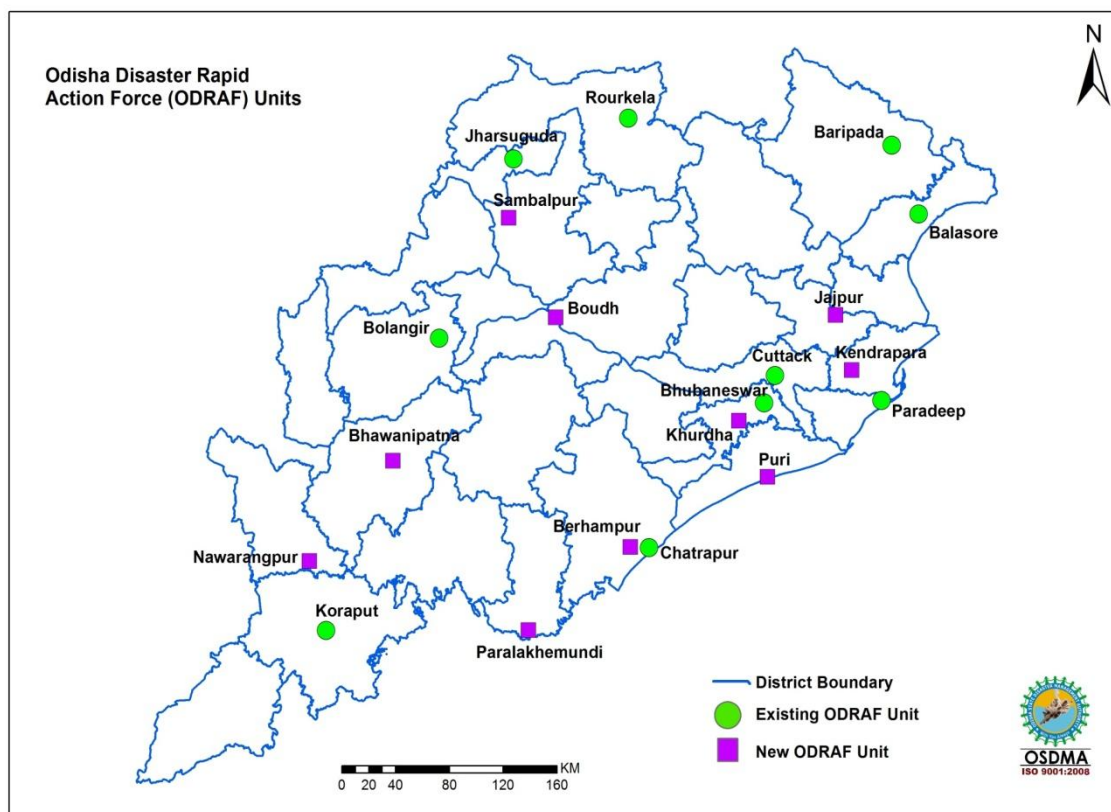 N
Odisha Disaster Rapid
Action Force (ODRAF) Units
Rourkela
Jharsuguda
Baripada
Sambalpur
Balasore
Jajpur
Boudh
Bolangir
Cuttack
Kendrapara
Bhubaneswar
Paradeep
Khurdha
Bhawanipatna
Puri
Berhampur
Chatrapur
Nawarangpur
Koraput
Paralakhemundi
District Boundary
Existing ODRAF Unit
New ODRAF Unit
KM
0 20 40 80 120 160
OSDMA
ISO 9001:2008